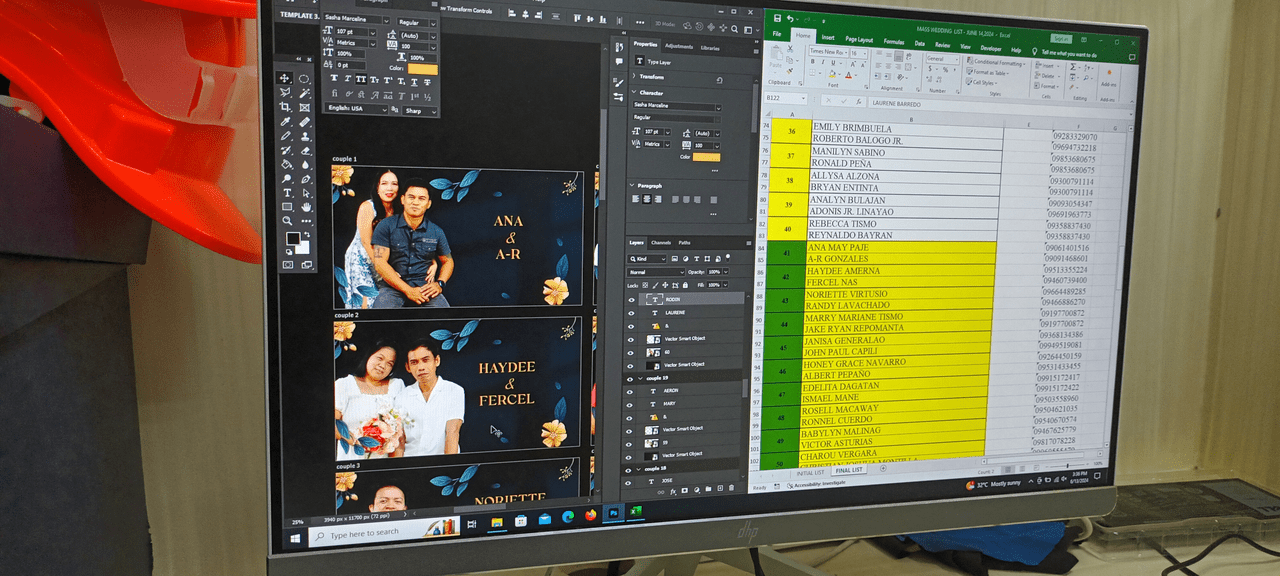 TEMPLATE 3.
Show Transform Controls
Sasha Marceline
Regular
107 pt
(Auto)
Metrics
100
100%
100%
0 pt
Color:
English: USA
Sharp
couple 1
ANA
&
A-R
couple 2
HAYDEE
&
FERCEL
couple 3
NORIETTE
25%
3940 px x 11700 px (72 ppi)
Type here to search
3D Mode:
Properties
Adjustments
Libraries
Type Layer
Transform
Character
Sasha Marceline
Regular
107 pt
(Auto)
Metrics
100
Color
Paragraph
Layers
Channels
Paths
Kind
Normal
Opacity: 100%
Lock:
Fill: 100%
RODIN
LAURENE
&
Vector Smart Object
60
Vector Smart Object
couple 19
AERON
MARY
&
Vector Smart Object
59
Vector Smart Object
couple 18
JOSE
MASS WEDDING LIST - JUNE 14,2024 - Excel
Sign in
File
Home
Insert
Page Layout
Formulas
Data
Review
View
Developer
Help
Tell me what you want to do
Paste
Times New Ro
16
General
Conditional Formatting
Format as Table
Cell Styles
Insert
Delete
Format
Add-ins
Clipboard
Font
Alignment
Number
Styles
Cells
Editing
Add-ins
B122
LAURENE BARREDO
A
B
E
F
G
74 36 EMILY BRIMBUELA 09283329070
75 ROBERTO BALOGO JR. 09694732218
76 37 MANILYN SABINO 09853680675
77 RONALD PEÑA 09853680675
78 38 ALLYSA ALZONA 09300791114
79 BRYAN ENTINTA 09300791114
80 39 ANALYN BULAJAN 09093054347
81 ADONIS JR. LINAYAO 09691963773
82 40 REBECCA TISMO 09358837430
83 REYNALDO BAYRAN 09358837430
84 41 ANA MAY PAJE 09061401516
85 A-R GONZALES 09091468601
86 42 HAYDEE AMERNA 09513355224
87 FERCEL NAS 09460739400
88 43 NORIETTE VIRTUSIO 09664489285
89 RANDY LAVACHADO 09466886270
90 44 MARRY MARIANE TISMO 09197700872
91 JAKE RYAN REPOMANTA 09197700872
92 45 JANISA GENERALAO 09368134386
93 JOHN PAUL CAPILI 09949519081
94 46 HONEY GRACE NAVARRO 09264450159
95 ALBERT PEPAÑO 09531433455
96 47 EDELITA DAGATAN 09915172417
97 ISMAEL MANE 09915172422
98 48 ROSELL MACAWAY 09503558960
99 RONNEL CUERDO 09504621035
100 49 BABYLYN MALINAG 09540670574
101 VICTOR ASTURIAS 09467625779
102 50 CHAROU VERGARA 09817078228
INITIAL LIST
FINAL LIST
Ready
Accessibility: Investigate
100%
32°C Mostly sunny
3:35 PM
6/13/2024
hp